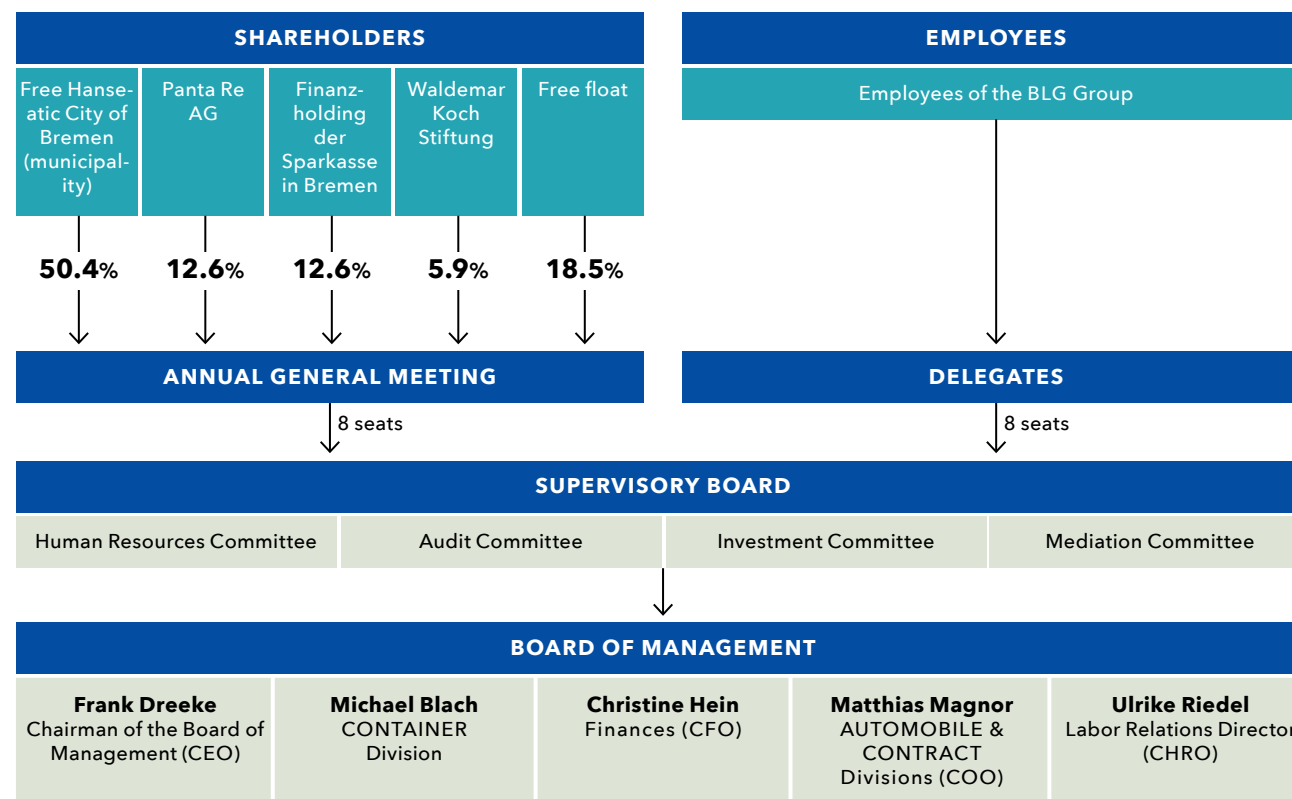 SHAREHOLDERS
EMPLOYEES
Free Hanse-
atic City of
Bremen
(municipal-
ity)
Panta Re
AG
Finanz-
holding
der
Sparkasse
in Bremen
Waldemar
Koch
Stiftung
Free float
Employees of the BLG Group
50.4%
12.6%
12.6%
5.9%
18.5%
ANNUAL GENERAL MEETING
DELEGATES
8 seats
8 seats
SUPERVISORY BOARD
Human Resources Committee
Audit Committee
Investment Committee
Mediation Committee
BOARD OF MANAGEMENT
Frank Dreeke
Chairman of the Board of
Management (CEO)
Michael Blach
CONTAINER
Division
Christine Hein
Finances (CFO)
Matthias Magnor
AUTOMOBILE &
CONTRACT
Divisions (COO)
Ulrike Riedel
Labor Relations Director
(CHRO)